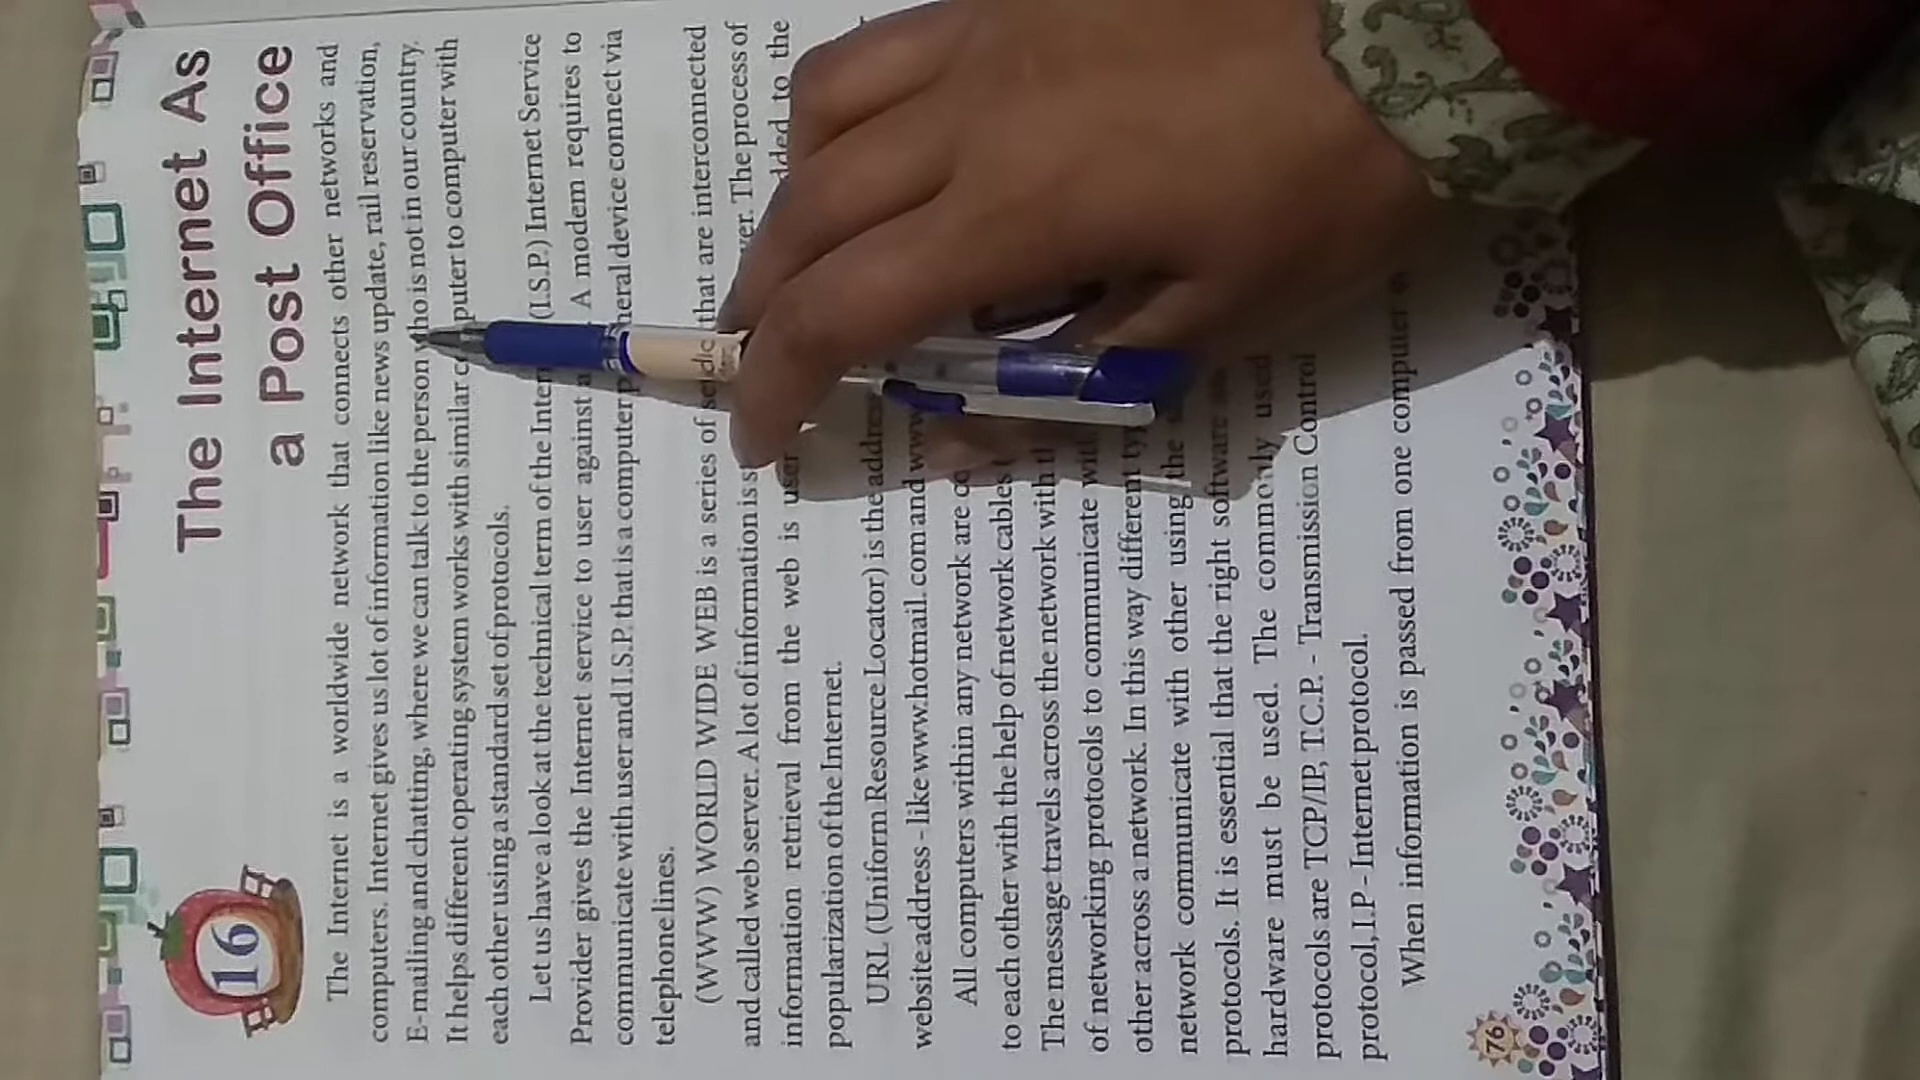 16
The Internet As
a Post Office
The Internet is a worldwide network that connects other networks and
computers. Internet gives us lot of information like news update, rail reservation,
E-mailing and chatting, where we can talk to the person who is not in our country.
It helps different operating system works with similar computer to computer with
each other using a standard set of protocols.
Let us have a look at the technical term of the (I.S.P.) Internet Service
Provider gives the Internet service to user against A modem requires to
communicate with user and I.S.P. that is a computer device connect via
telephone lines.
(WWW) WORLD WIDE WEB is a series of that are interconnected
and called web server. A lot of information is The process of
information retrieval from the web is to the
popularization of the Internet.
URL (Uniform Resource Locator) is the
website address - like www.hotmail.com and
All computers within any network are
to each other with the help of network cables
The message travels across the network with
of networking protocols to communicate
other across a network. In this way different
network communicate with other using the
protocols. It is essential that the right software
hardware must be used. The commonly used
protocols are TCP/IP, T.C.P. - Transmission Control
protocol, I.P - Internet protocol.
When information is passed from one computer
76